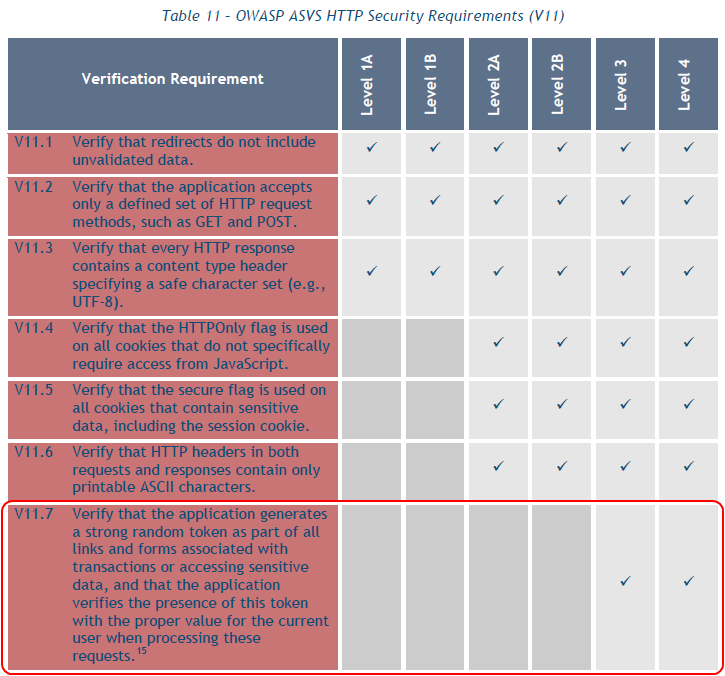 Table 11 – OWASP ASVS HTTP Security Requirements (V11)
Verification Requirement Level 1A Level 1B Level 2A Level 2B Level 3 Level 4
V11.1 Verify that redirects do not include
unvalidated data. ✓ ✓ ✓ ✓ ✓ ✓
V11.2 Verify that the application accepts
only a defined set of HTTP request ✓ ✓ ✓ ✓ ✓ ✓
methods, such as GET and POST.
V11.3 Verify that every HTTP response
contains a content type header
specifying a safe character set (e.g., ✓ ✓ ✓ ✓ ✓ ✓
UTF-8).
V11.4 Verify that the HTTPOnly flag is used
on all cookies that do not specifically ✓ ✓ ✓ ✓
require access from JavaScript.
V11.5 Verify that the secure flag is used on
all cookies that contain sensitive ✓ ✓ ✓ ✓
data, including the session cookie.
V11.6 Verify that HTTP headers in both
requests and responses contain only ✓ ✓ ✓ ✓
printable ASCII characters.
V11.7 Verify that the application generates
a strong random token as part of all
links and forms associated with
transactions or accessing sensitive
data, and that the application ✓ ✓
verifies the presence of this token
with the proper value for the current
user when processing these
requests.15